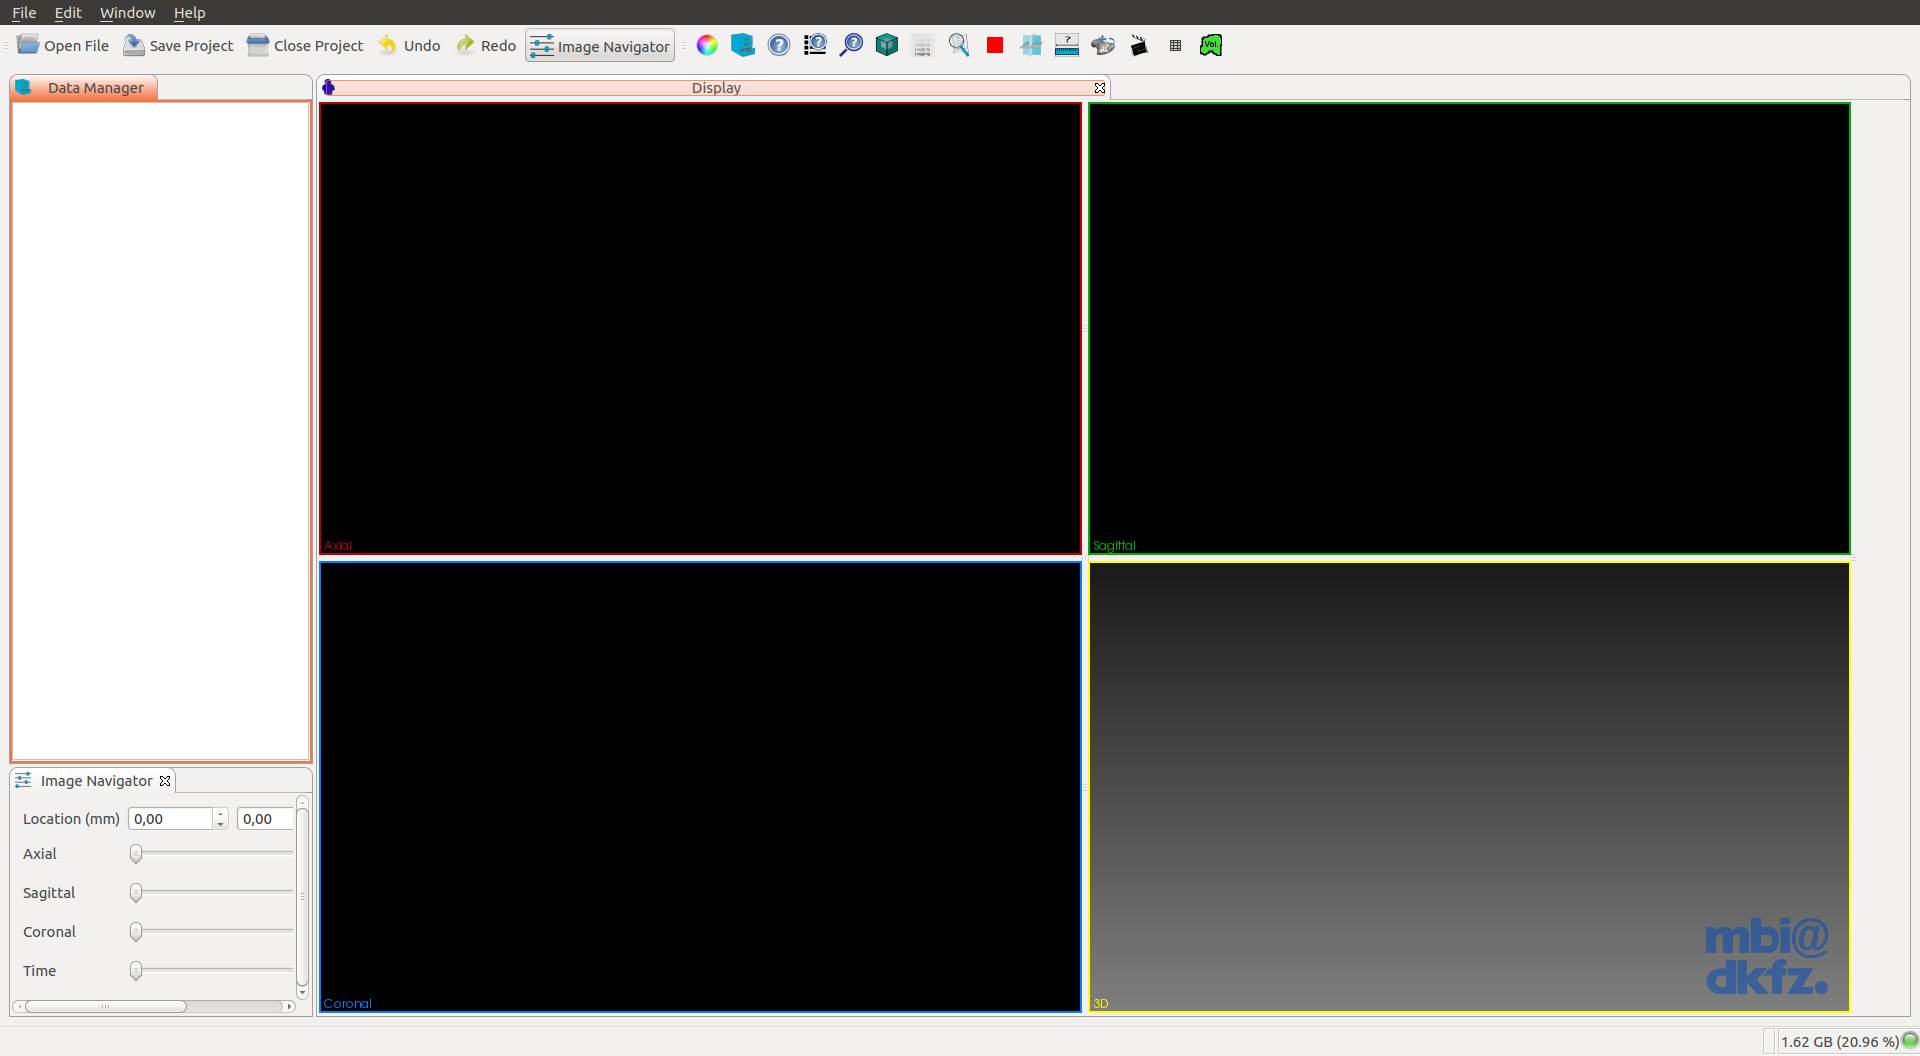 File Edit Window Help
Open File Save Project Close Project Undo Redo Image Navigator Vol.
Data Manager
Display
Axial
Sagittal
Image Navigator
Location (mm) 0,00 0,00
Axial
Sagittal
Coronal
Time
Coronal
3D
mbi@
dkfz.
1.62 GB (20.96 %)